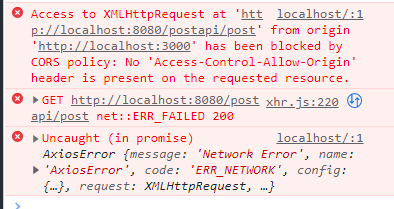 Access to XMLHttpRequest at 'htt localhost/:1
p://localhost:8080/postapi/post' from origin
'http://localhost:3000' has been blocked by
CORS policy: No 'Access-Control-Allow-Origin'
header is present on the requested resource.
GET http://localhost:8080/post xhr.js:220
api/post net::ERR_FAILED 200
Uncaught (in promise) localhost/:1
AxiosError {message: 'Network Error', name:
'AxiosError', code: 'ERR_NETWORK', config:
{…}, request: XMLHttpRequest, …}